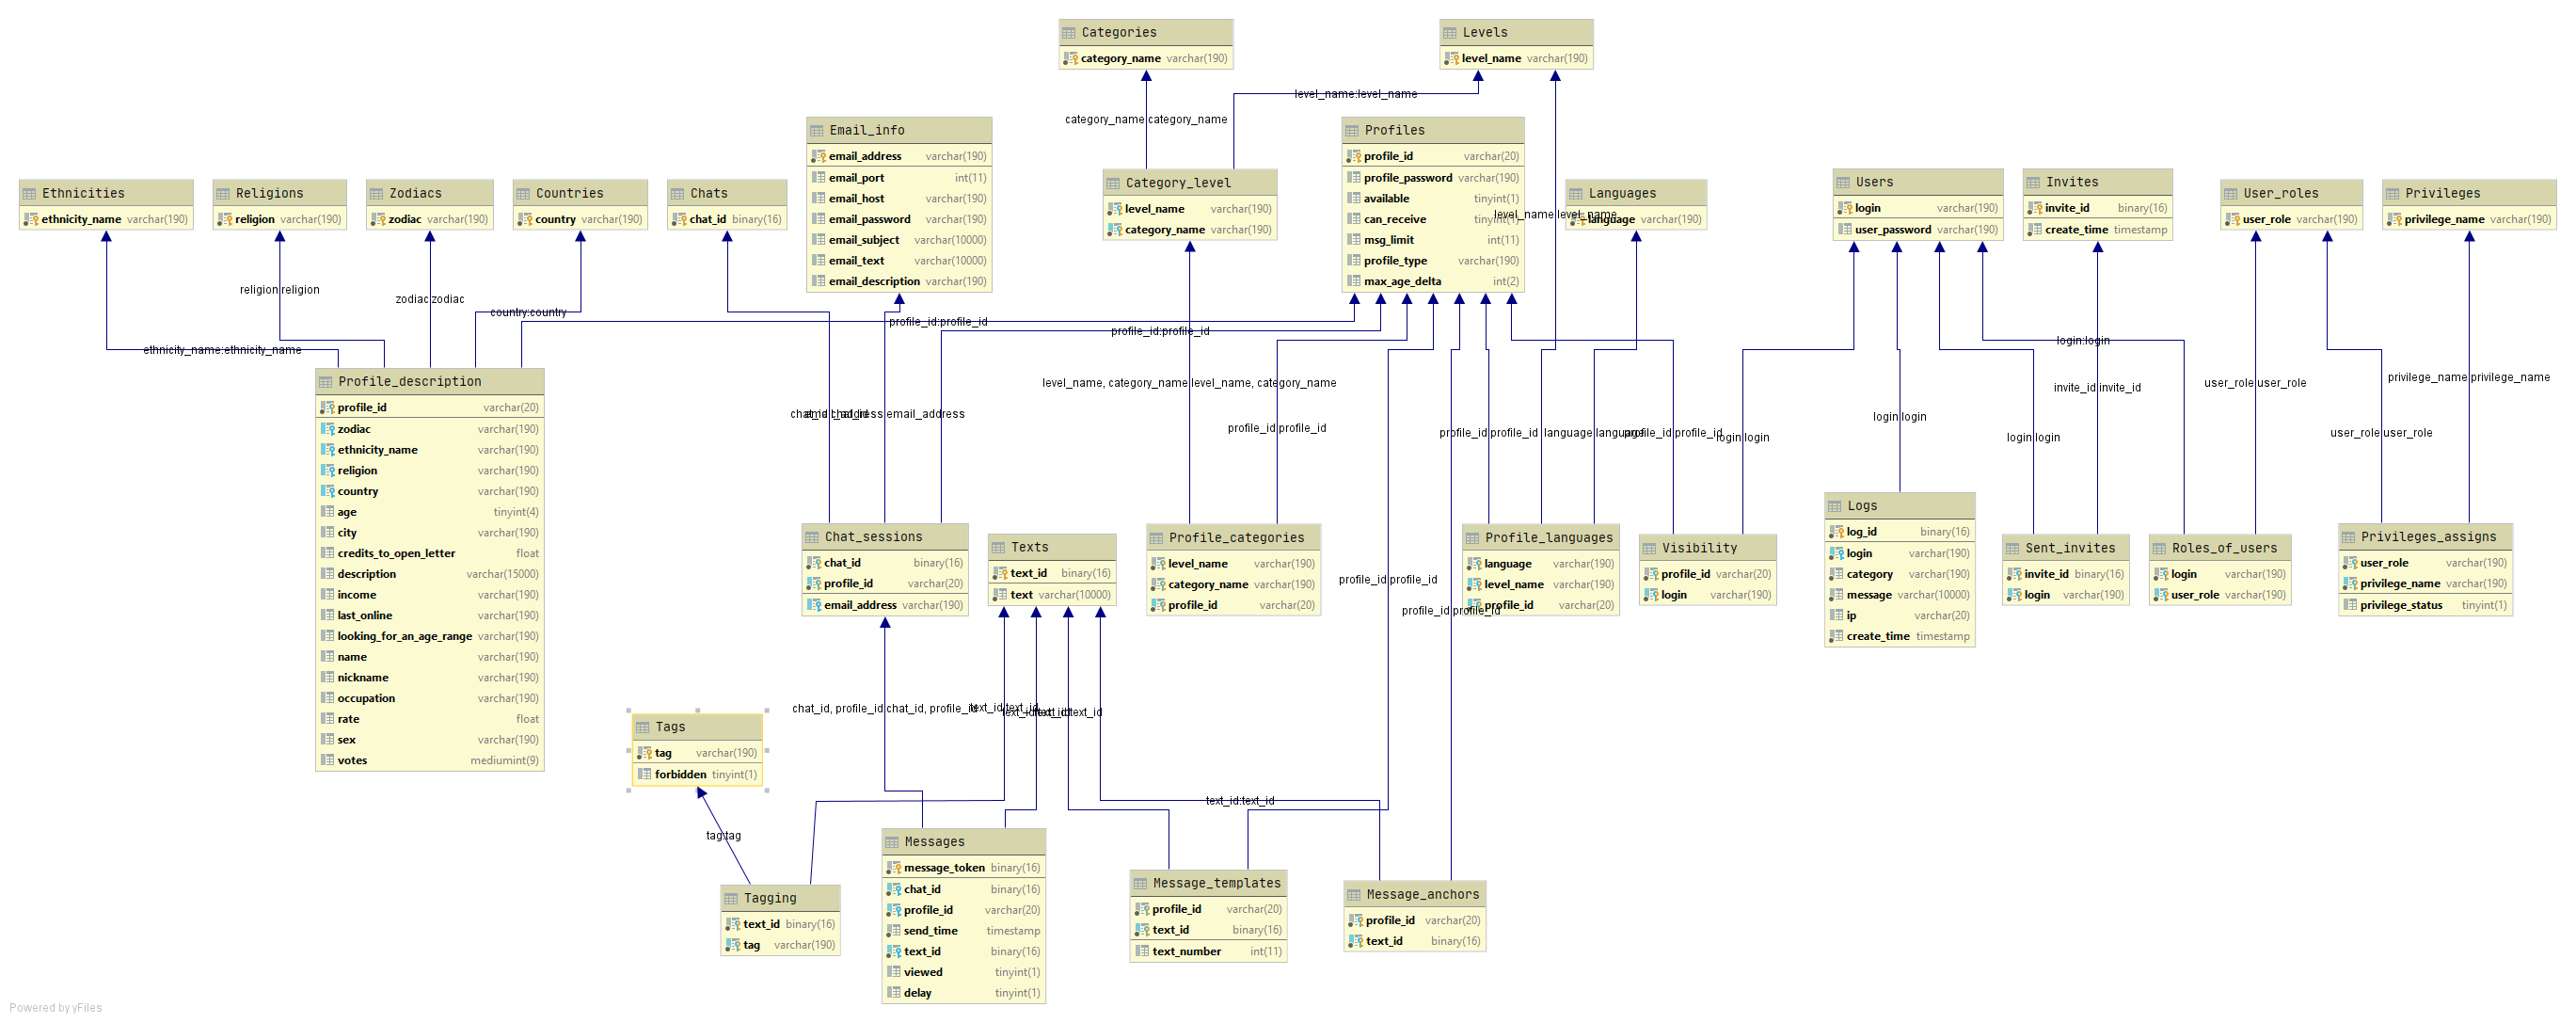 Categories
category_name varchar(190)
Levels
level_name varchar(190)
level_name:level_name
category_name:category_name
Email_info
email_address varchar(190)
email_port int(11)
email_host varchar(190)
email_password varchar(190)
email_subject varchar(10000)
email_text varchar(10000)
email_description varchar(190)
Profiles
profile_id varchar(20)
profile_password varchar(190)
available tinyint(1)
can_receive tinyint(1)
msg_limit int(11)
profile_type varchar(190)
max_age_delta int(2)
Ethnicities
ethnicity_name varchar(190)
Religions
religion varchar(190)
Zodiacs
zodiac varchar(190)
Countries
country varchar(190)
Chats
chat_id binary(16)
Category_level
level_name varchar(190)
category_name varchar(190)
Languages
language varchar(190)
level_name:level_name
Users
login varchar(190)
user_password varchar(190)
Invites
invite_id binary(16)
create_time timestamp
User_roles
user_role varchar(190)
Privileges
privilege_name varchar(190)
religion:religion
zodiac:zodiac
country:country
ethnicity_name:ethnicity_name
profile_id:profile_id
profile_id:profile_id
login:login
invite_id:invite_id
user_role:user_role
privilege_name:privilege_name
level_name, category_name:level_name, category_name
chat_id:chat_id
email_address:email_address
profile_id:profile_id
profile_id:profile_id
language:language
profile_id:profile_id
login:login
login:login
login:login
user_role:user_role
Profile_description
profile_id varchar(20)
zodiac varchar(190)
ethnicity_name varchar(190)
religion varchar(190)
country varchar(190)
age tinyint(4)
city varchar(190)
credits_to_open_letter float
description varchar(15000)
income varchar(190)
last_online varchar(190)
looking_for_an_age_range varchar(190)
name varchar(190)
nickname varchar(190)
occupation varchar(190)
rate float
sex varchar(190)
votes mediumint(9)
Chat_sessions
chat_id binary(16)
profile_id varchar(20)
email_address varchar(190)
Texts
text_id binary(16)
text varchar(10000)
Profile_categories
level_name varchar(190)
category_name varchar(190)
profile_id varchar(20)
Profile_languages
language varchar(190)
level_name varchar(190)
profile_id varchar(20)
profile_id:profile_id
profile_id:profile_id
Visibility
profile_id varchar(20)
login varchar(190)
Logs
log_id binary(16)
login varchar(190)
category varchar(190)
message varchar(10000)
ip varchar(20)
create_time timestamp
Sent_invites
invite_id binary(16)
login varchar(190)
Roles_of_users
login varchar(190)
user_role varchar(190)
Privileges_assigns
user_role varchar(190)
privilege_name varchar(190)
privilege_status tinyint(1)
chat_id, profile_id:chat_id, profile_id
text_id:text_id
text_id:text_id
text_id:text_id
text_id:text_id
Tags
tag varchar(190)
forbidden tinyint(1)
tag:tag
Tagging
text_id binary(16)
tag varchar(190)
Messages
message_token binary(16)
chat_id binary(16)
profile_id varchar(20)
send_time timestamp
text_id binary(16)
viewed tinyint(1)
delay tinyint(1)
Message_templates
profile_id varchar(20)
text_id binary(16)
text_number int(11)
Message_anchors
profile_id varchar(20)
text_id binary(16)
Powered by yFiles